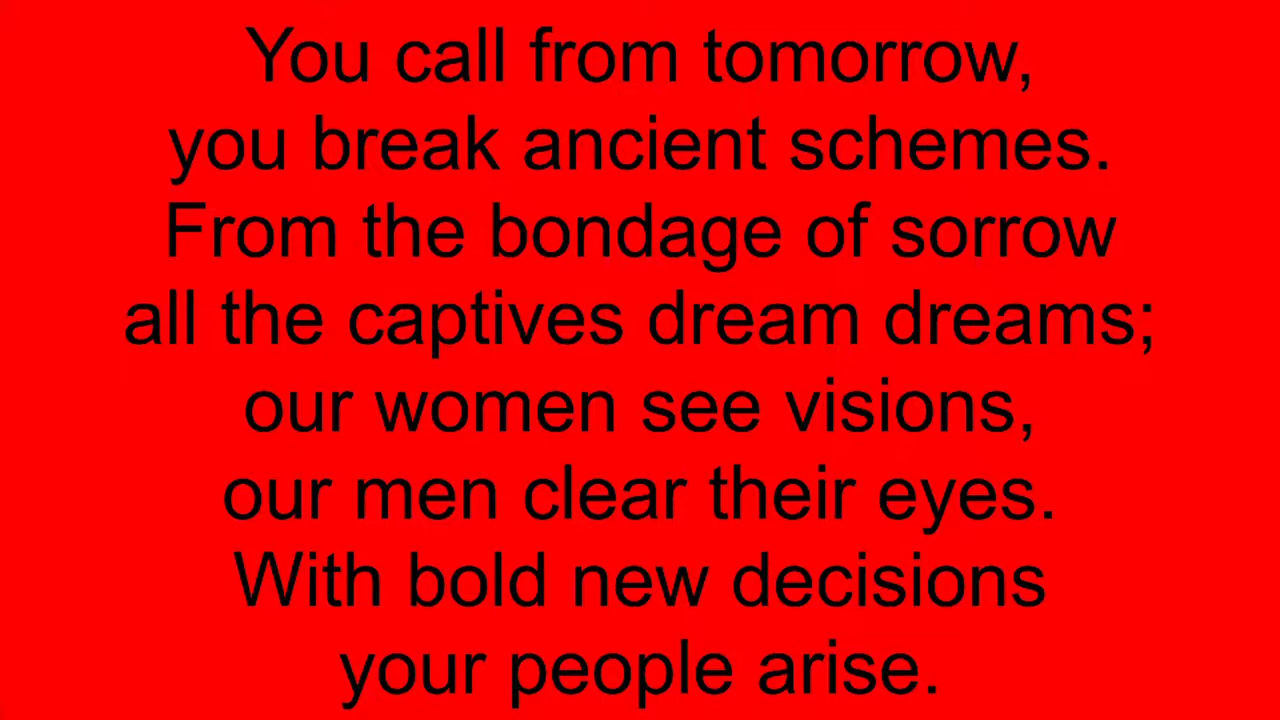 You call from tomorrow,
you break ancient schemes.
From the bondage of sorrow
all the captives dream dreams;
our women see visions,
our men clear their eyes.
With bold new decisions
your people arise.